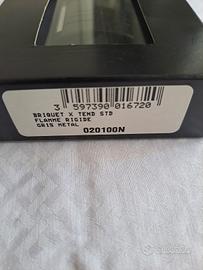 3 597390 016720
BRIQUET X TEND STD
FLAMME RIGIDE
GRIS METAL
020100N